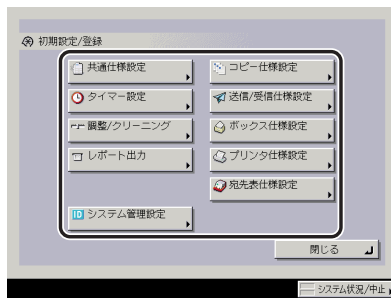 初期設定/登録
共通仕様設定
コピー仕様設定
タイマー設定
送信/受信仕様設定
調整/クリーニング
ボックス仕様設定
レポート出力
プリンタ仕様設定
宛先表仕様設定
ID システム管理設定
閉じる
システム状況/中止